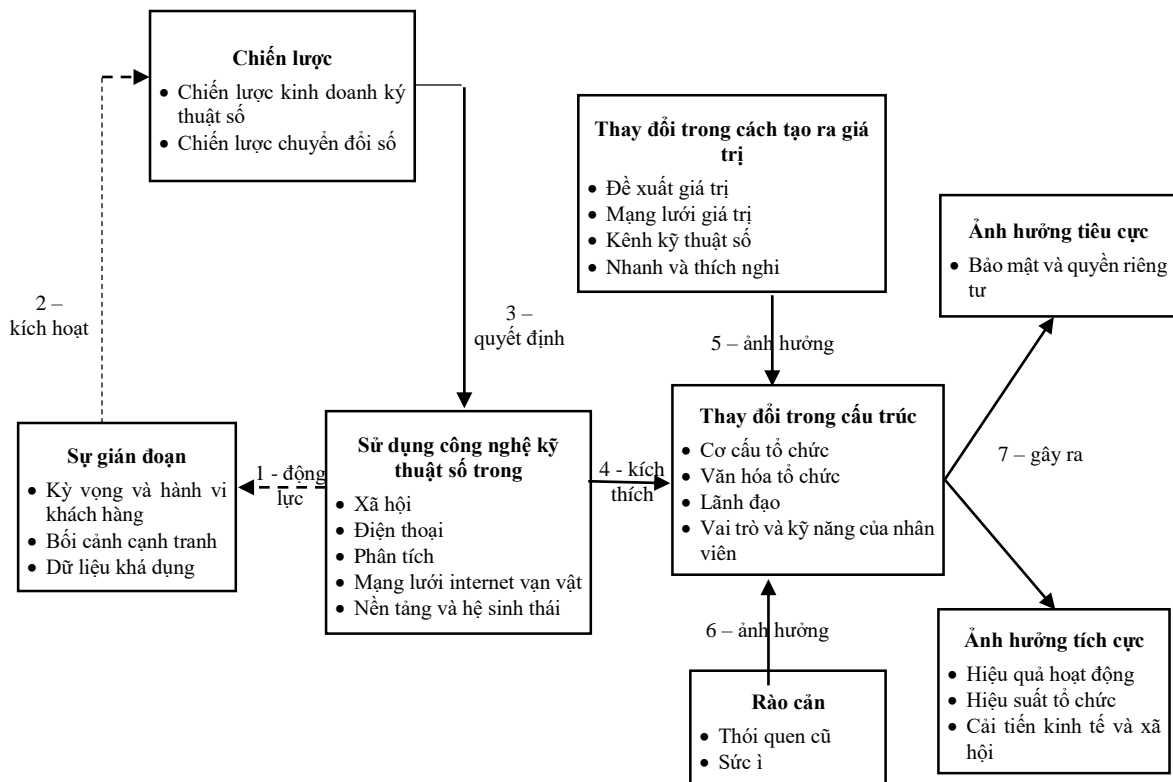 Chiến lược
• Chiến lược kinh doanh ký
thuật số
• Chiến lược chuyển đổi số
Thay đổi trong cách tạo ra giá
trị
• Đề xuất giá trị
• Mạng lưới giá trị
• Kênh kỹ thuật số
• Nhanh và thích nghi
Ảnh hưởng tiêu cực
• Bảo mật và quyền riêng
tư
2 –
kích hoạt
3 –
quyết định
5 – ảnh hưởng
Sự gián đoạn
• Kỳ vọng và hành vi
khách hàng
• Bối cảnh cạnh tranh
• Dữ liệu khả dụng
1 - động
lực
Sử dụng công nghệ kỹ
thuật số trong
• Xã hội
• Điện thoại
• Phân tích
• Mạng lưới internet vạn vật
• Nền tảng và hệ sinh thái
4 - kích
thích
Thay đổi trong cấu trúc
• Cơ cấu tổ chức
• Văn hóa tổ chức
• Lãnh đạo
• Vai trò và kỹ năng của nhân
viên
7 – gây ra
6 – ảnh hưởng
Rào cản
• Thói quen cũ
• Sức ì
Ảnh hưởng tích cực
• Hiệu quả hoạt động
• Hiệu suất tổ chức
• Cải tiến kinh tế và xã
hội